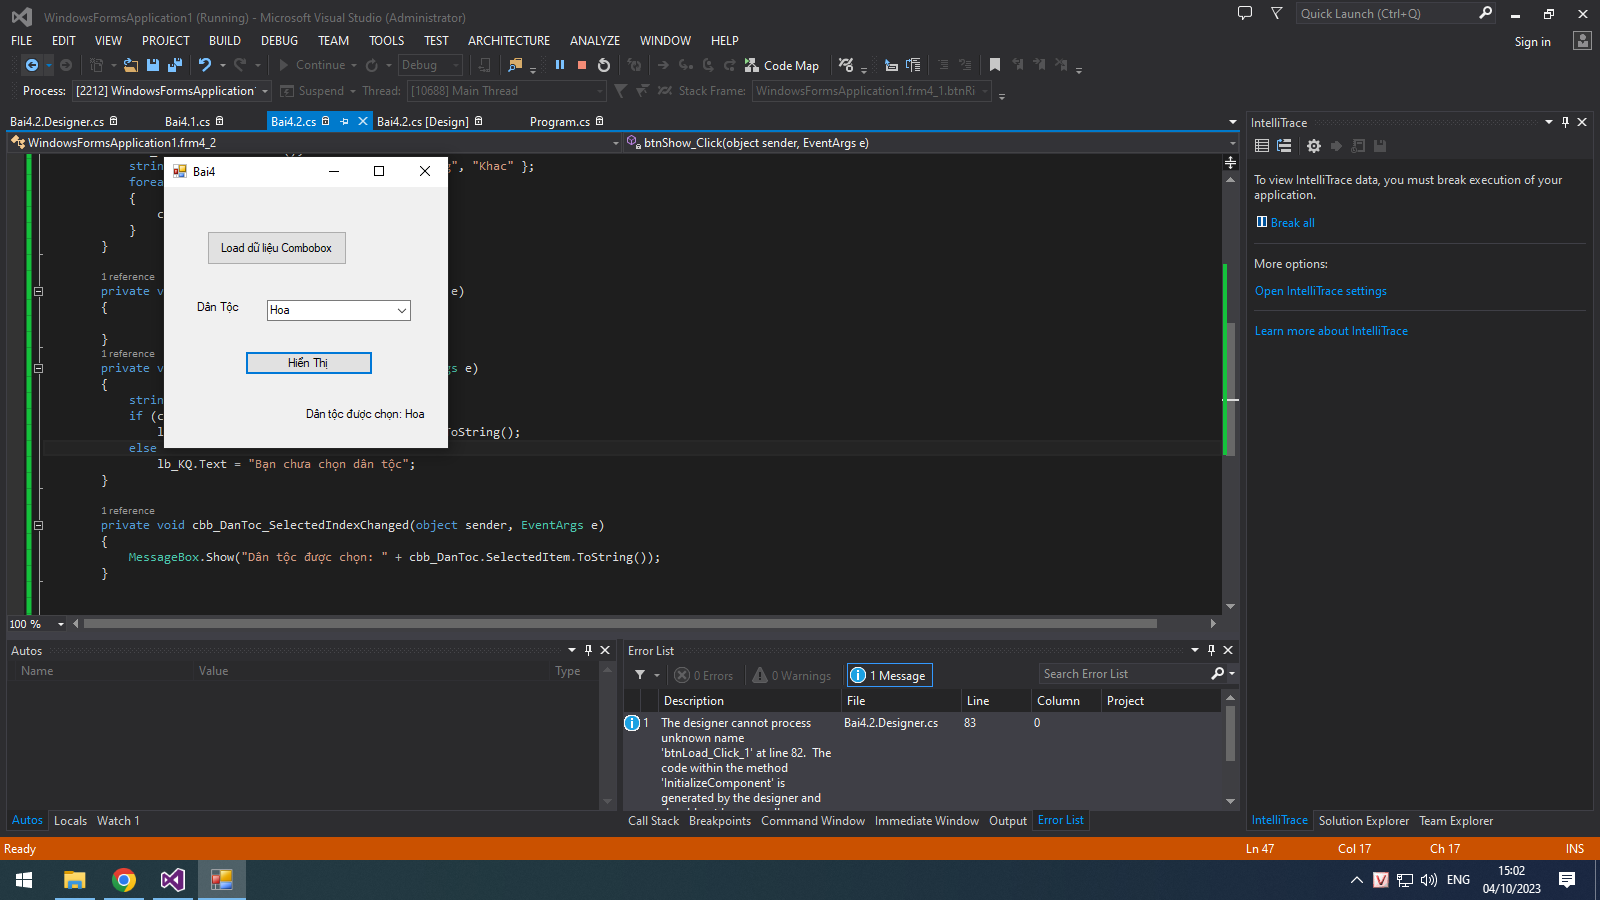 WindowsFormsApplication1 (Running) - Microsoft Visual Studio (Administrator)
Quick Launch (Ctrl+Q)
FILE EDIT VIEW PROJECT BUILD DEBUG TEAM TOOLS TEST ARCHITECTURE ANALYZE WINDOW HELP
Sign in
Continue Debug Code Map
Process: [2212] WindowsFormsApplication Suspend Thread: [10688] Main Thread Stack Frame: WindowsFormsApplication1.frm4_1.btnRi
Bai4.2.Designer.cs Bai4.1.cs Bai4.2.cs Bai4.2.cs [Design] Program.cs
WindowsFormsApplication1.frm4_2 btnShow_Click(object sender, EventArgs e)
strin g", "Khac" };
forea
{
c
}
}
1 reference
private v e)
{
}
1 reference
private v gs e)
{
strin
if (c
l ToString();
else
lb_KQ.Text = "Bạn chưa chọn dân tộc";
}
1 reference
private void cbb_DanToc_SelectedIndexChanged(object sender, EventArgs e)
{
MessageBox.Show("Dân tộc được chọn: " + cbb_DanToc.SelectedItem.ToString());
}
100 %
Bai4
Load dữ liệu Combobox
Dân Tộc Hoa
Hiển Thị
Dân tộc được chọn: Hoa
Autos
Name Value Type
Autos Locals Watch 1
Error List
0 Errors 0 Warnings 1 Message Search Error List
Description File Line Column Project
1 The designer cannot process Bai4.2.Designer.cs 83 0
unknown name
'btnLoad_Click_1' at line 82. The
code within the method
'InitializeComponent' is
generated by the designer and
Call Stack Breakpoints Command Window Immediate Window Output Error List
IntelliTrace
To view IntelliTrace data, you must break execution of your
application.
Break all
More options:
Open IntelliTrace settings
Learn more about IntelliTrace
IntelliTrace Solution Explorer Team Explorer
Ready Ln 47 Col 17 Ch 17 INS
V ENG 15:02
04/10/2023